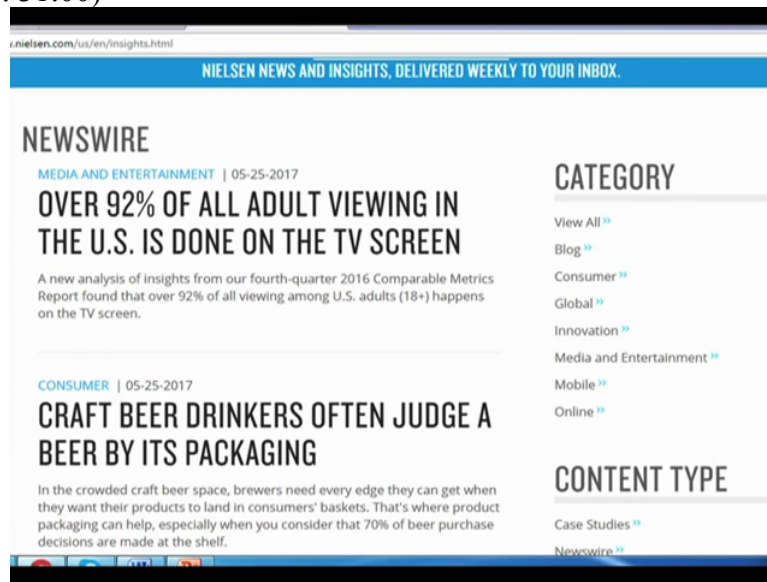 .nielsen.com/us/en/insights.html
NIELSEN NEWS AND INSIGHTS, DELIVERED WEEKLY TO YOUR INBOX.
NEWSWIRE
MEDIA AND ENTERTAINMENT | 05-25-2017
OVER 92% OF ALL ADULT VIEWING IN
THE U.S. IS DONE ON THE TV SCREEN
A new analysis of insights from our fourth-quarter 2016 Comparable Metrics
Report found that over 92% of all viewing among U.S. adults (18+) happens
on the TV screen.
CONSUMER | 05-25-2017
CRAFT BEER DRINKERS OFTEN JUDGE A
BEER BY ITS PACKAGING
In the crowded craft beer space, brewers need every edge they can get when
they want their products to land in consumers' baskets. That's where product
packaging can help, especially when you consider that 70% of beer purchase
decisions are made at the shelf.
CATEGORY
View All »
Blog »
Consumer »
Global »
Innovation »
Media and Entertainment »
Mobile »
Online »
CONTENT TYPE
Case Studies »
Newswire »